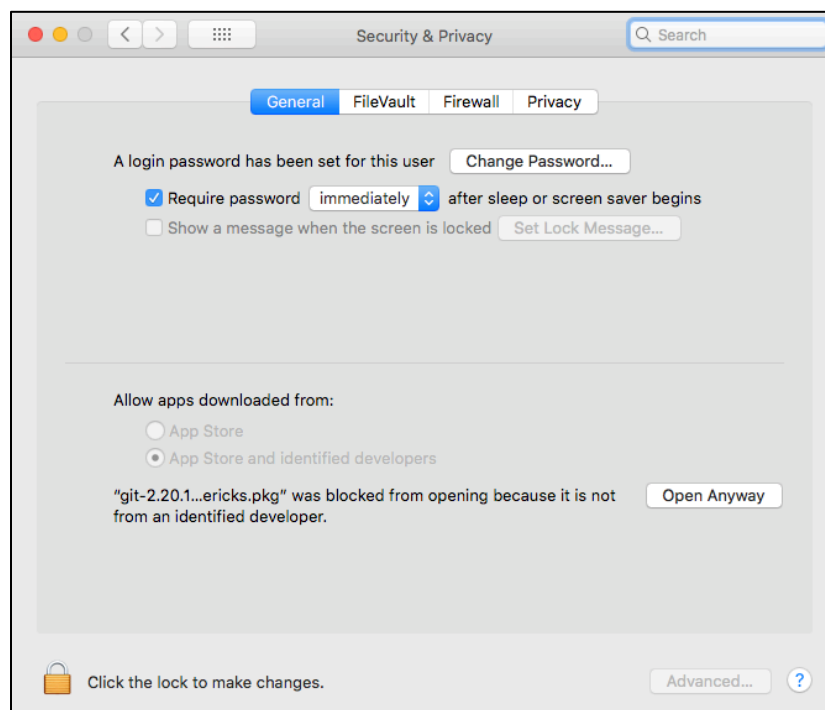 Security & Privacy
Search
General FileVault Firewall Privacy
A login password has been set for this user Change Password...
Require password immediately after sleep or screen saver begins
Show a message when the screen is locked Set Lock Message...
Allow apps downloaded from:
App Store
App Store and identified developers
“git-2.20.1...ericks.pkg” was blocked from opening because it is not Open Anyway
from an identified developer.
Click the lock to make changes. Advanced... ?